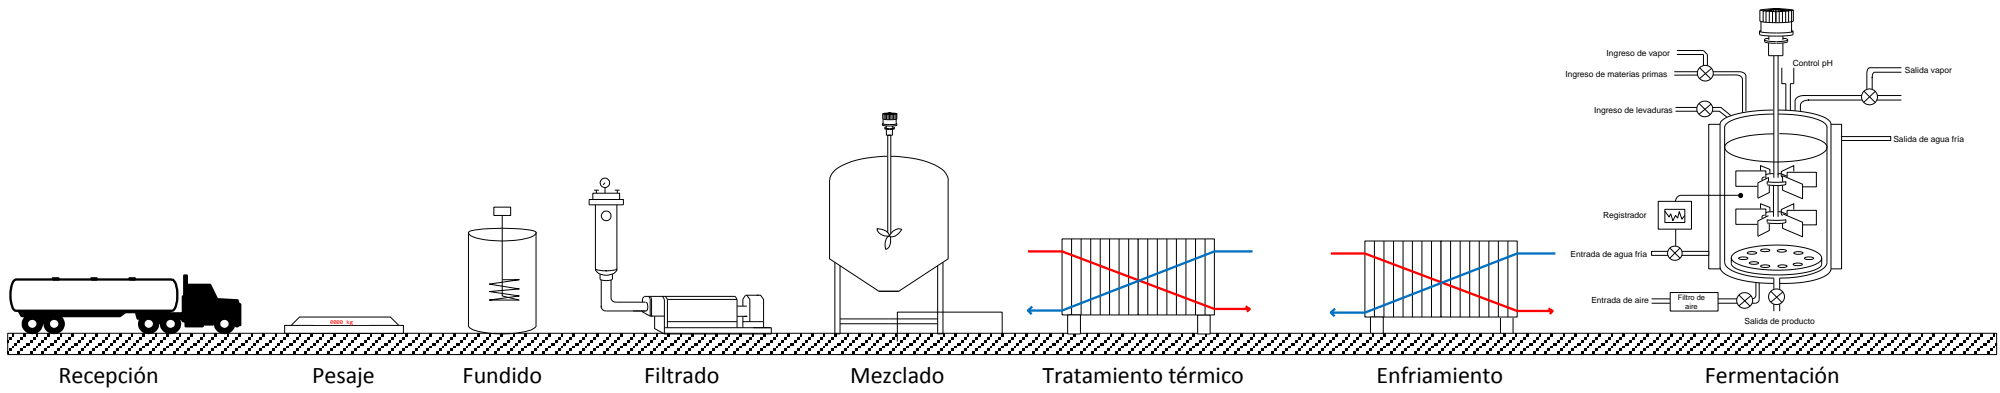 Ingreso de vapor
Ingreso de materias primas
Control pH
Salida vapor
Ingreso de levaduras
Salida de agua fría
Registrador
Entrada de agua fría
Entrada de aire
Filtro de
aire
Salida de producto
0000 kg
Recepción
Pesaje
Fundido
Filtrado
Mezclado
Tratamiento térmico
Enfriamiento
Fermentación